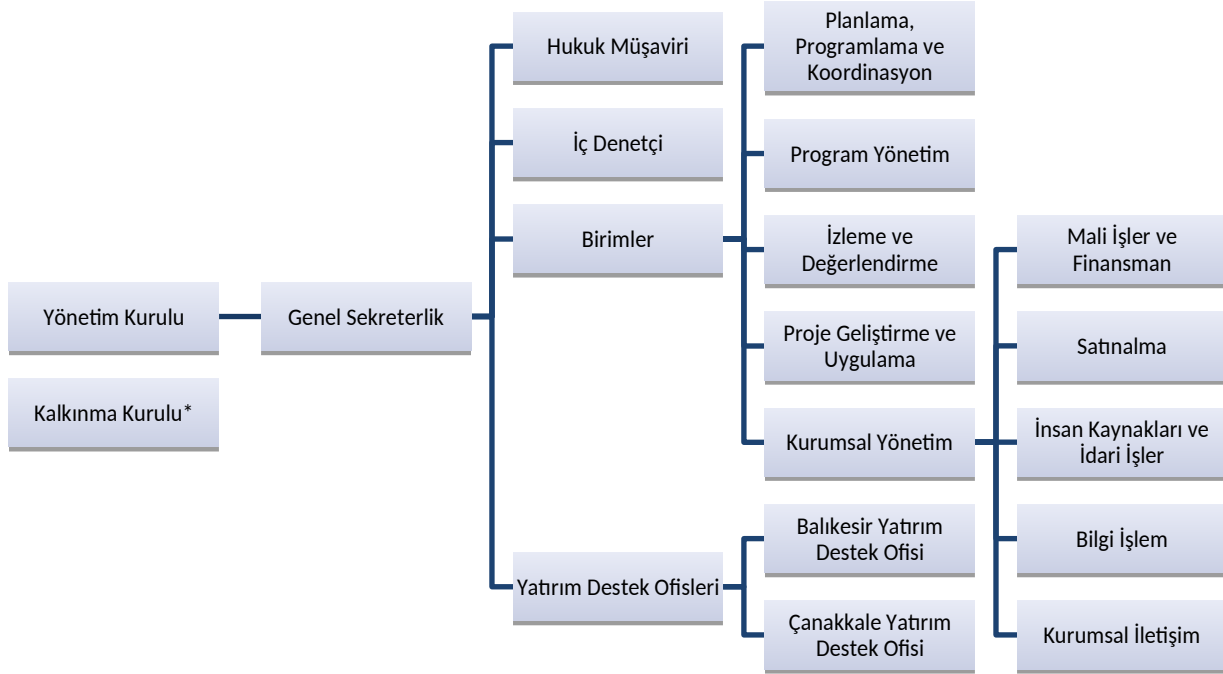 Yönetim Kurulu
Kalkınma Kurulu*
Genel Sekreterlik
Hukuk Müşaviri
İç Denetçi
Birimler
Yatırım Destek Ofisleri
Planlama,
Programlama ve
Koordinasyon
Program Yönetim
İzleme ve
Değerlendirme
Proje Geliştirme ve
Uygulama
Kurumsal Yönetim
Balıkesir Yatırım
Destek Ofisi
Çanakkale Yatırım
Destek Ofisi
Mali İşler ve
Finansman
Satınalma
İnsan Kaynakları ve
İdari İşler
Bilgi İşlem
Kurumsal İletişim